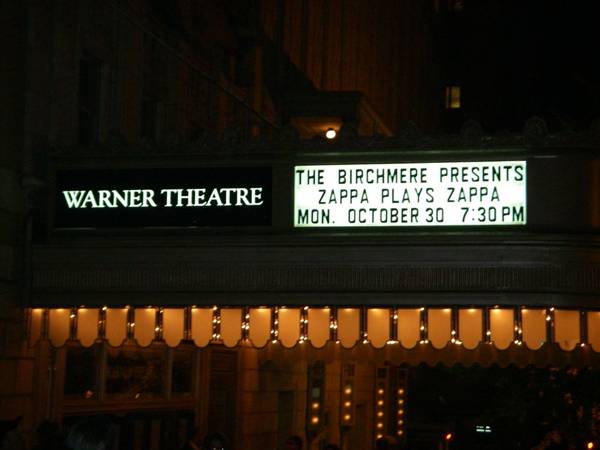 WARNER THEATRE
THE BIRCHMERE PRESENTS
ZAPPA PLAYS ZAPPA
MON. OCTOBER 30 7:30 PM